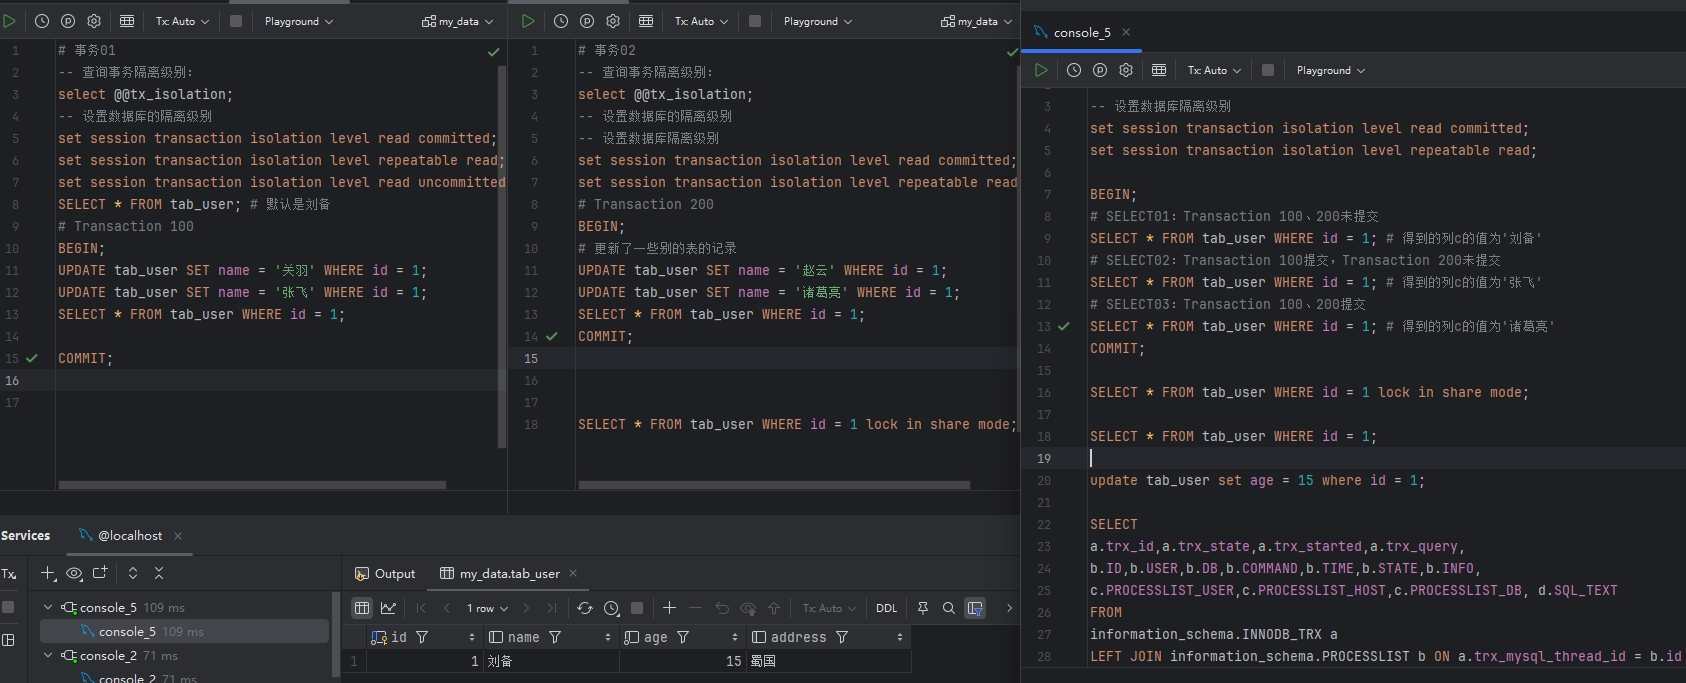 Tx: Auto Playground my_data
1 # 事务01
2 -- 查询事务隔离级别：
3 select @@tx_isolation;
4 -- 设置数据库的隔离级别
5 set session transaction isolation level read committed;
6 set session transaction isolation level repeatable read;
7 set session transaction isolation level read uncommitted
8 SELECT * FROM tab_user; # 默认是刘备
9 # Transaction 100
10 BEGIN;
11 UPDATE tab_user SET name = '关羽' WHERE id = 1;
12 UPDATE tab_user SET name = '张飞' WHERE id = 1;
13 SELECT * FROM tab_user WHERE id = 1;
14
15 COMMIT;
16
17
Tx: Auto Playground my_data
1 # 事务02
2 -- 查询事务隔离级别：
3 select @@tx_isolation;
4 -- 设置数据库的隔离级别
5 -- 设置数据库隔离级别
6 set session transaction isolation level read committed;
7 set session transaction isolation level repeatable read
8 # Transaction 200
9 BEGIN;
10 # 更新了一些别的表的记录
11 UPDATE tab_user SET name = '赵云' WHERE id = 1;
12 UPDATE tab_user SET name = '诸葛亮' WHERE id = 1;
13 SELECT * FROM tab_user WHERE id = 1;
14 COMMIT;
15
16
17
18 SELECT * FROM tab_user WHERE id = 1 lock in share mode;
console_5
Tx: Auto Playground
3 -- 设置数据库隔离级别
4 set session transaction isolation level read committed;
5 set session transaction isolation level repeatable read;
6
7 BEGIN;
8 # SELECT01：Transaction 100、200未提交
9 SELECT * FROM tab_user WHERE id = 1; # 得到的列c的值为'刘备'
10 # SELECT02：Transaction 100提交，Transaction 200未提交
11 SELECT * FROM tab_user WHERE id = 1; # 得到的列c的值为'张飞'
12 # SELECT03：Transaction 100、200提交
13 SELECT * FROM tab_user WHERE id = 1; # 得到的列c的值为'诸葛亮'
14 COMMIT;
15
16 SELECT * FROM tab_user WHERE id = 1 lock in share mode;
17
18 SELECT * FROM tab_user WHERE id = 1;
19
20 update tab_user set age = 15 where id = 1;
21
22 SELECT
23 a.trx_id,a.trx_state,a.trx_started,a.trx_query,
24 b.ID,b.USER,b.DB,b.COMMAND,b.TIME,b.STATE,b.INFO,
25 c.PROCESSLIST_USER,c.PROCESSLIST_HOST,c.PROCESSLIST_DB, d.SQL_TEXT
26 FROM
27 information_schema.INNODB_TRX a
28 LEFT JOIN information_schema.PROCESSLIST b ON a.trx_mysql_thread_id = b.id
Services @localhost
Tx
console_5 109 ms
console_5 109 ms
console_2 71 ms
console_2 71 ms
Output my_data.tab_user
1 row Tx: Auto DDL
id name age address
1 1 刘备 15 蜀国